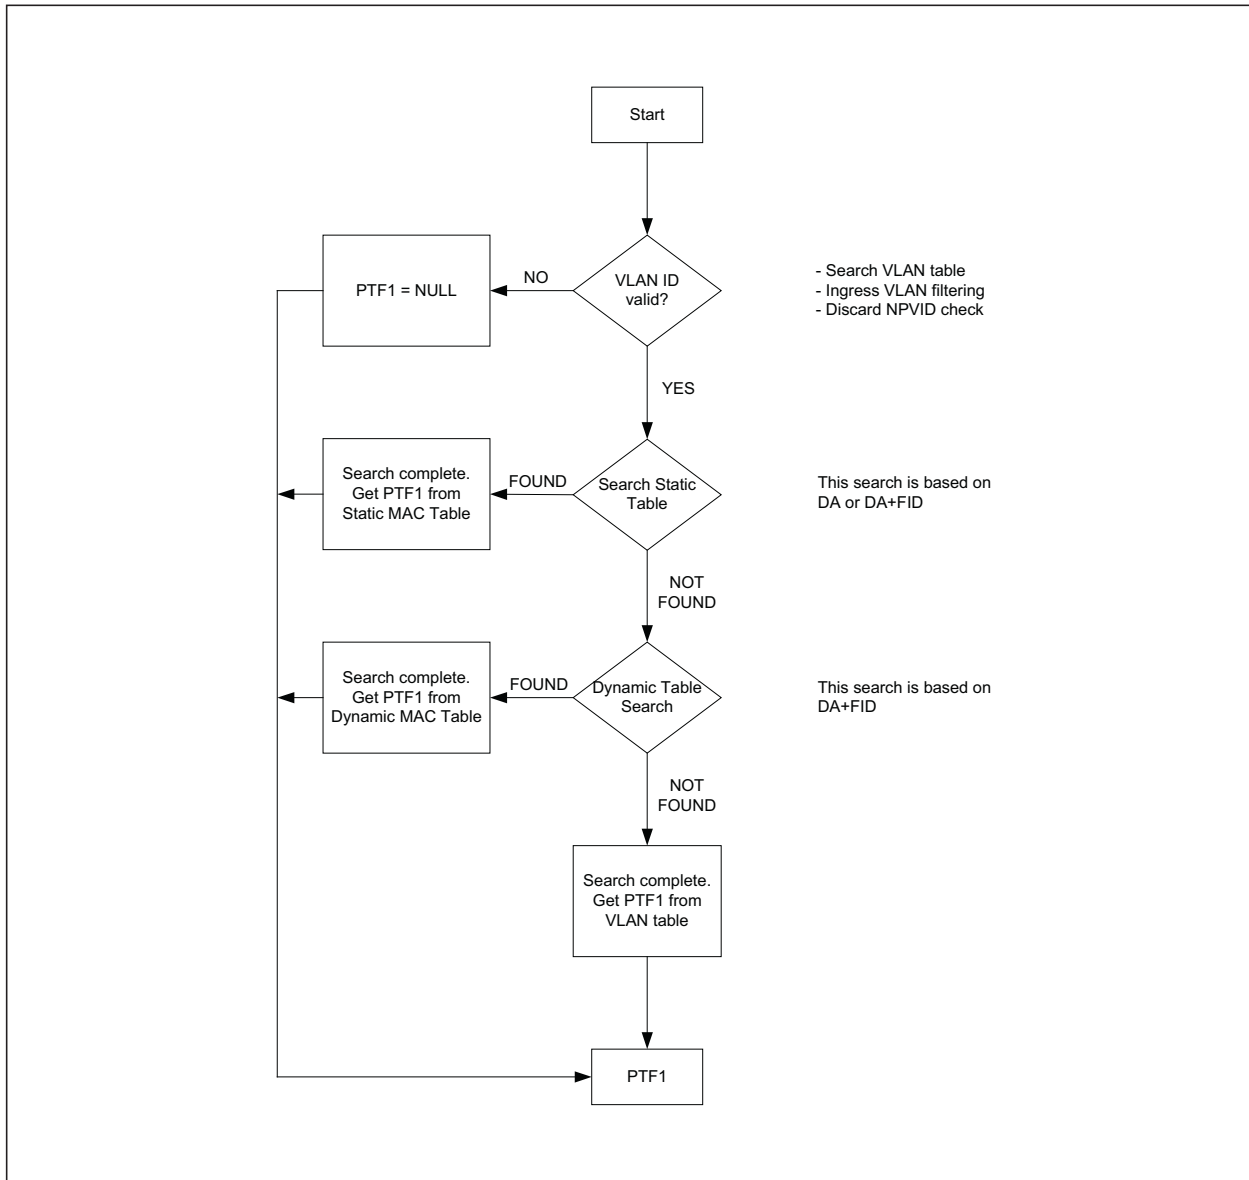 Start
VLAN ID
valid?
NO
PTF1 = NULL
- Search VLAN table
- Ingress VLAN filtering
- Discard NPVID check
YES
Search Static
Table
FOUND
Search complete.
Get PTF1 from
Static MAC Table
This search is based on
DA or DA+FID
NOT
FOUND
Dynamic Table
Search
FOUND
Search complete.
Get PTF1 from
Dynamic MAC Table
This search is based on
DA+FID
NOT
FOUND
Search complete.
Get PTF1 from
VLAN table
PTF1